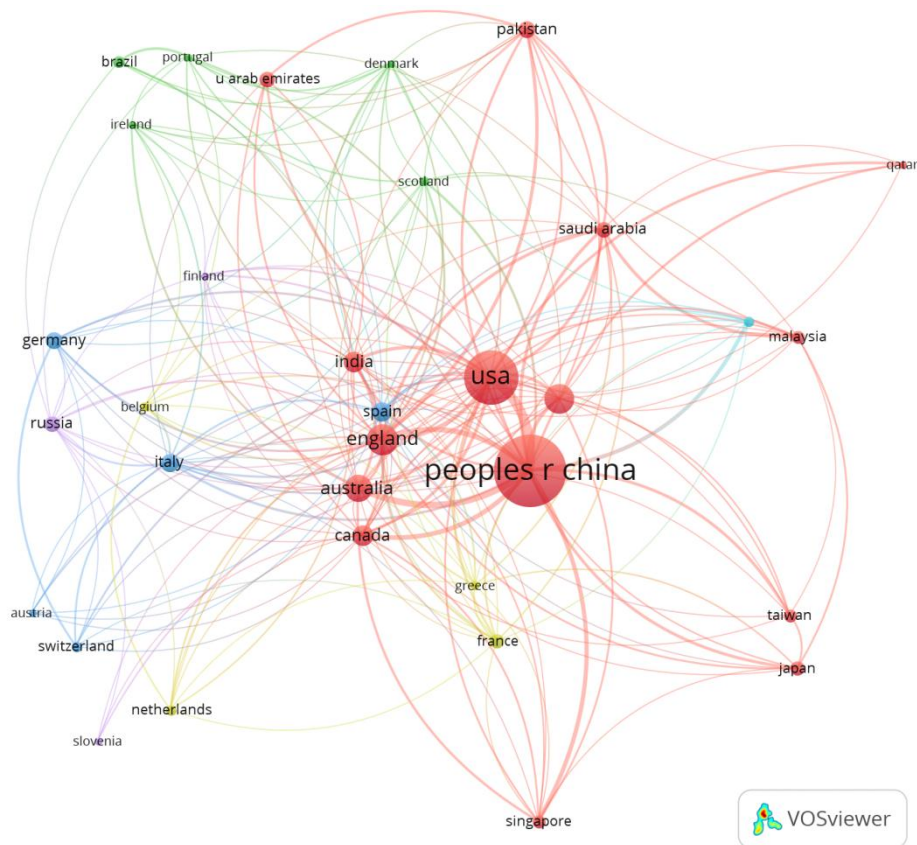 pakistan
portugal
brazil
denmark
u arab emirates
ireland
qatar
scotland
saudi arabia
finland
germany
malaysia
india
usa
belgium
spain
russia
england
italy
peoples r china
australia
canada
greece
austria
taiwan
france
switzerland
japan
netherlands
slovenia
singapore
VOSviewer